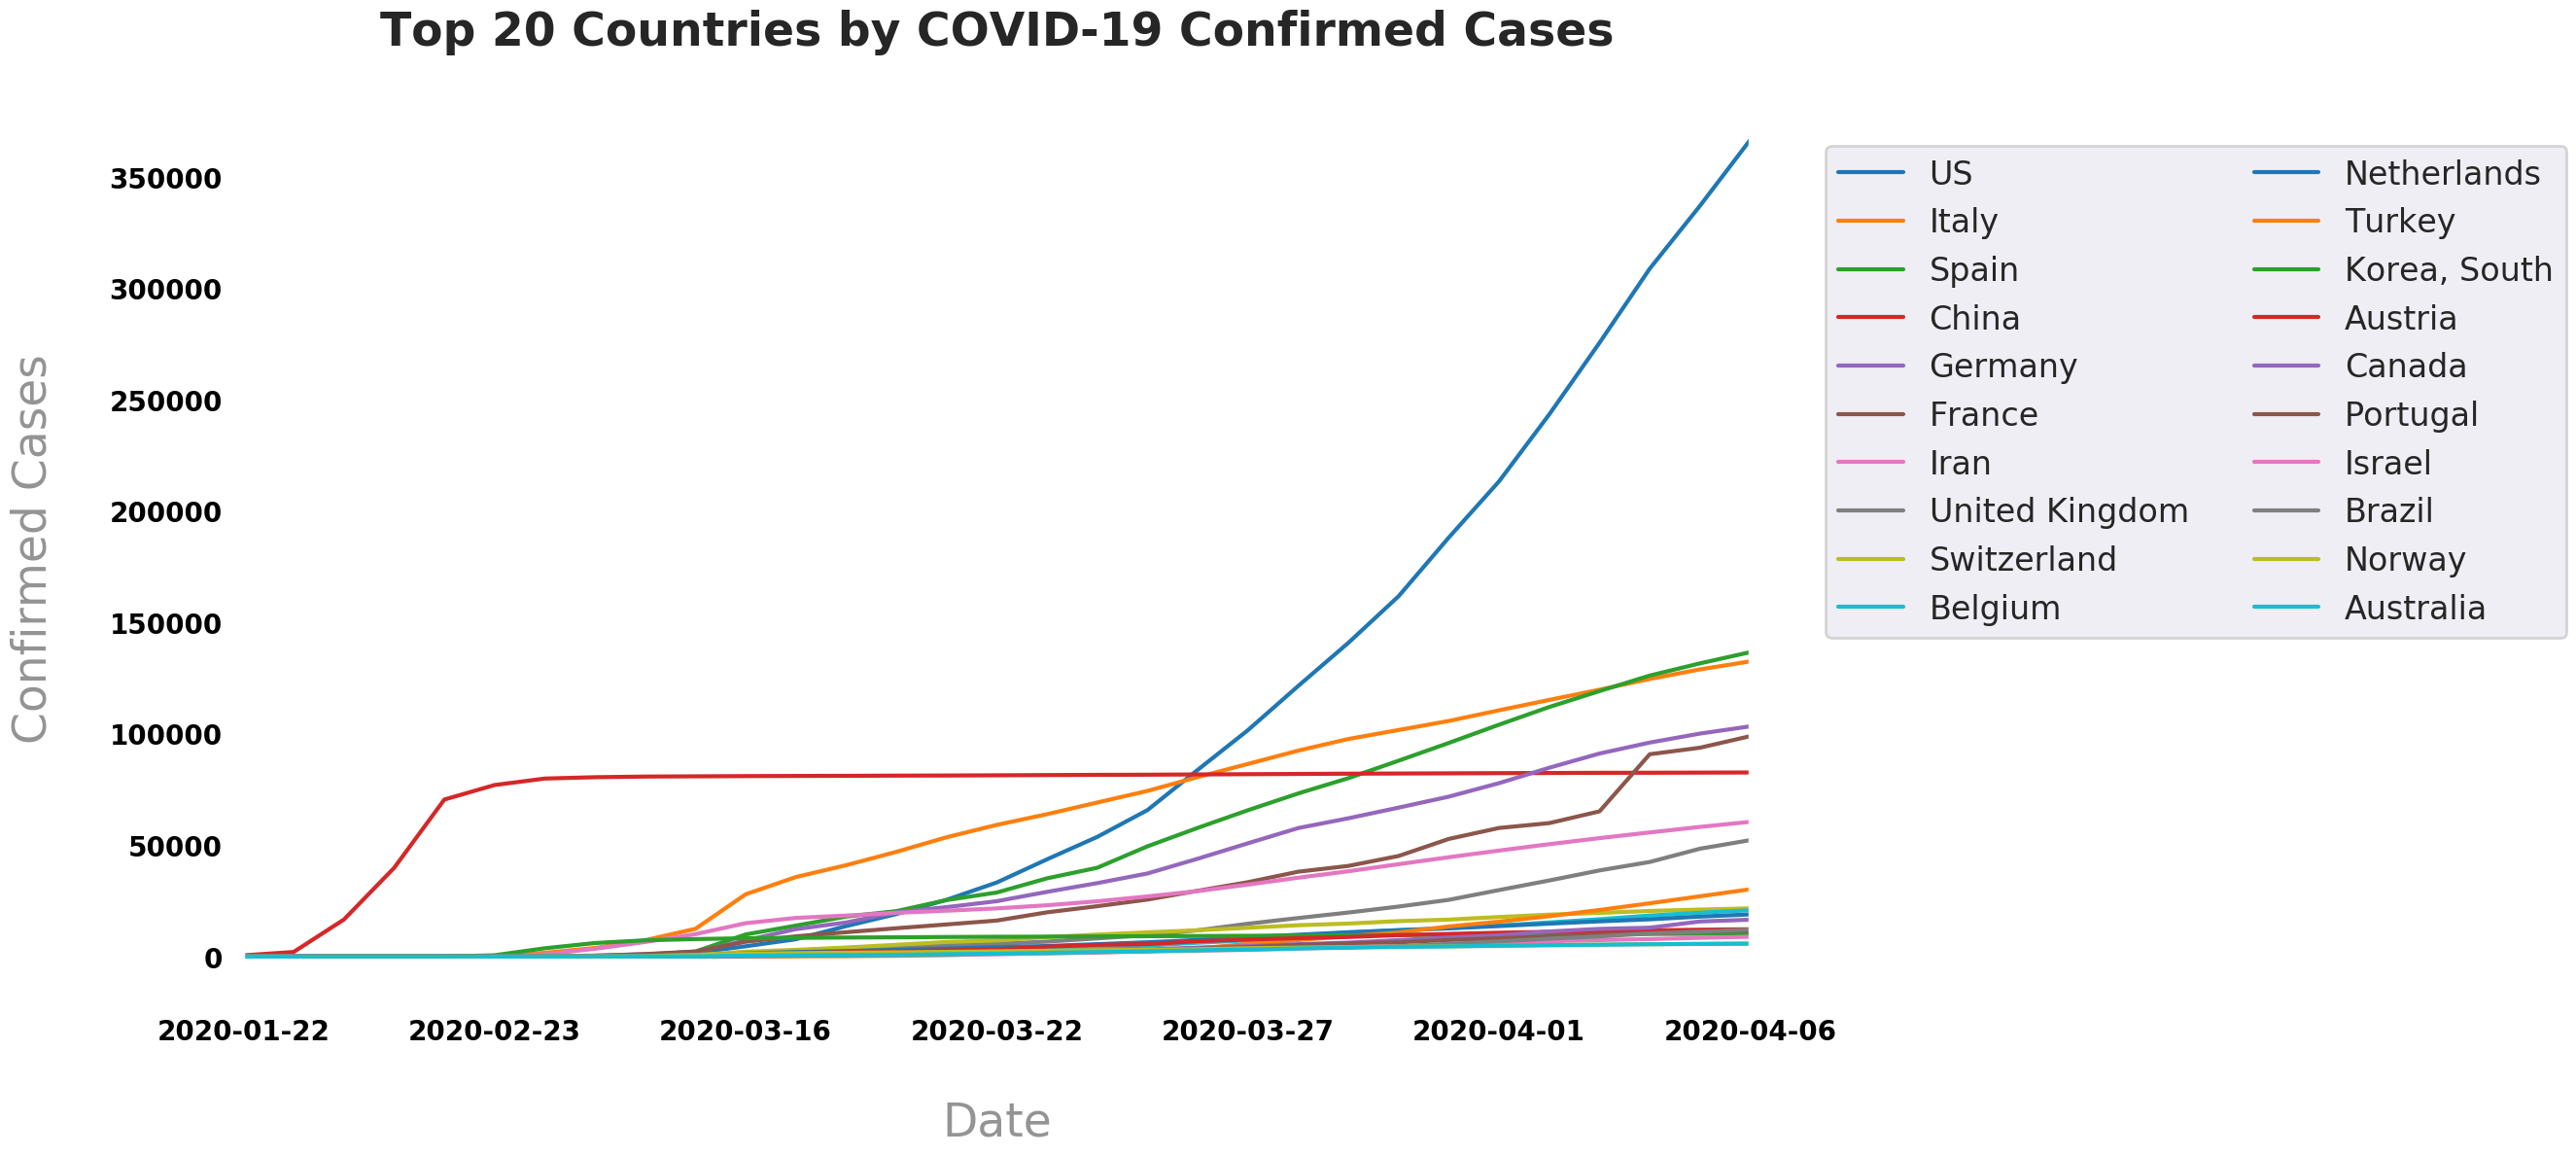 Top 20 Countries by COVID-19 Confirmed Cases
Confirmed Cases
350000
300000
250000
200000
150000
100000
50000
0
2020-01-22
2020-02-23
2020-03-16
2020-03-22
2020-03-27
2020-04-01
2020-04-06
Date
US
Italy
Spain
China
Germany
France
Iran
United Kingdom
Switzerland
Belgium
Netherlands
Turkey
Korea, South
Austria
Canada
Portugal
Israel
Brazil
Norway
Australia